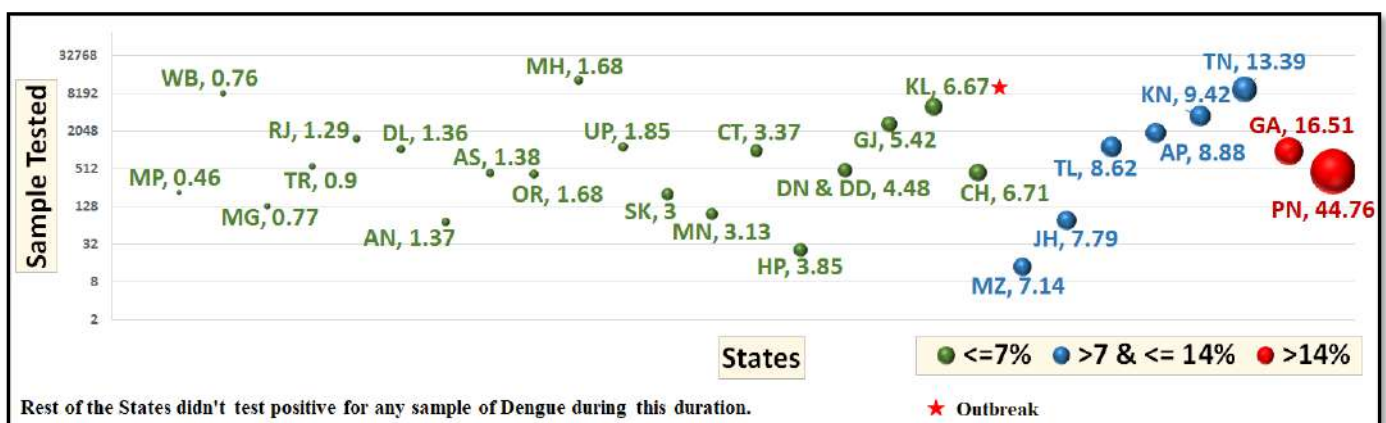 Sample Tested
32768
8192
2048
512
128
32
8
2
MP, 0.46
WB, 0.76
MG, 0.77
TR, 0.9
RJ, 1.29
DL, 1.36
AN, 1.37
AS, 1.38
OR, 1.68
MH, 1.68
UP, 1.85
SK, 3
MN, 3.13
CT, 3.37
HP, 3.85
DN & DD, 4.48
GJ, 5.42
KL, 6.67
CH, 6.71
MZ, 7.14
JH, 7.79
TL, 8.62
AP, 8.88
KN, 9.42
TN, 13.39
GA, 16.51
PN, 44.76
States
<=7% >7 & <= 14% >14%
Rest of the States didn't test positive for any sample of Dengue during this duration.
Outbreak